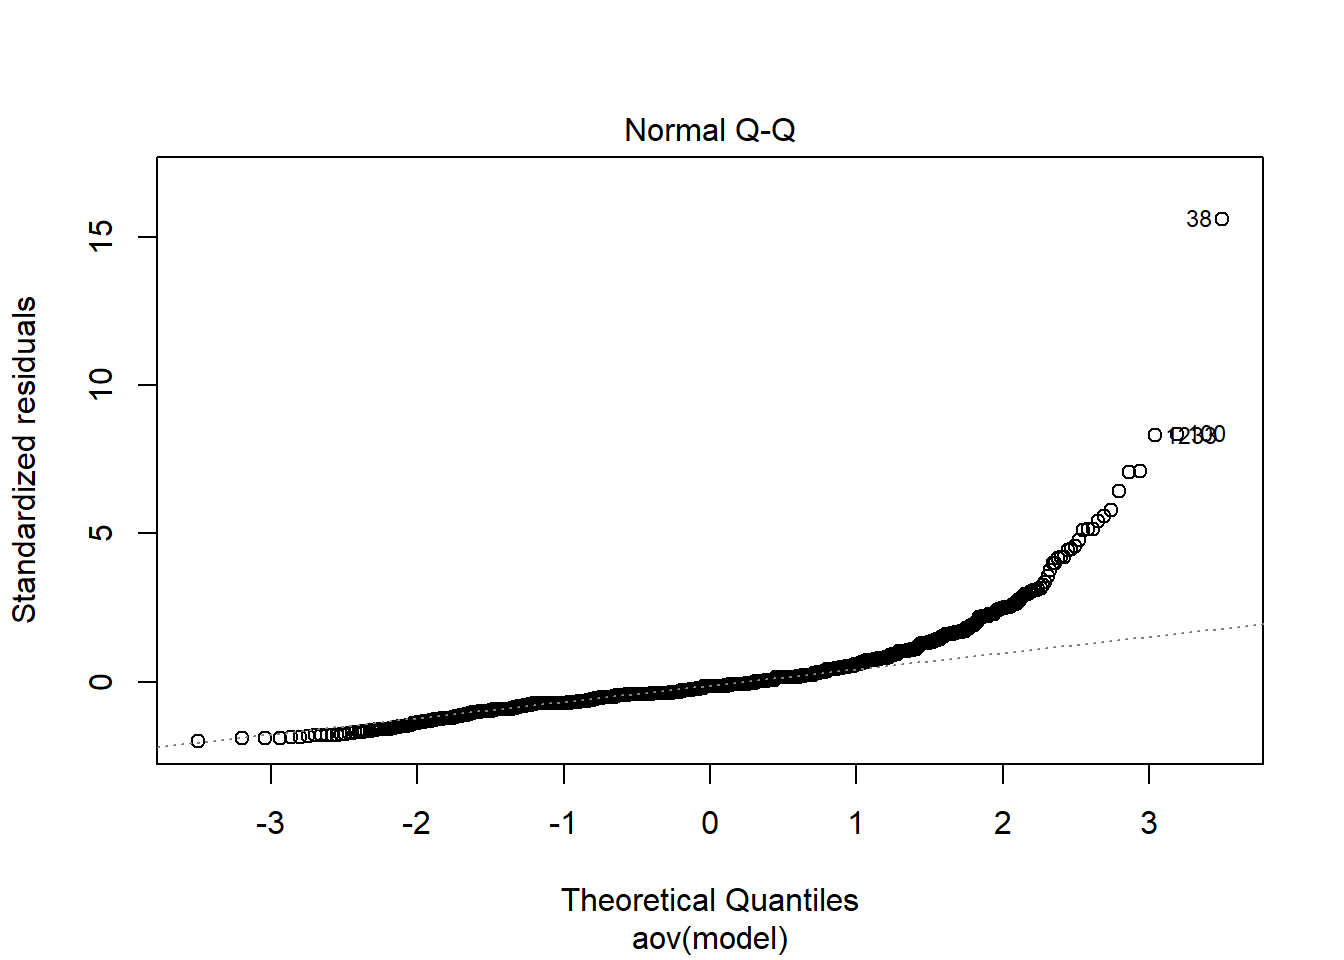 Normal Q-Q
Standardized residuals
15
10
5
0
38
100
-3 -2 -1 0 1 2 3
Theoretical Quantiles
aov(model)